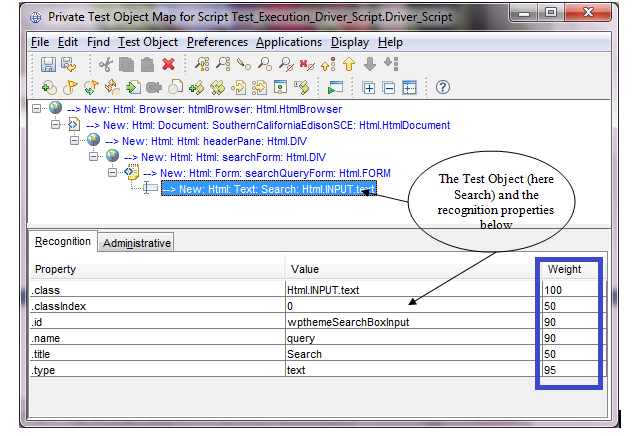 Private Test Object Map for Script Test_Execution_Driver_Script.Driver_Script
File Edit Find Test Object Preferences Applications Display Help
--> New: Html: Browser: htmlBrowser: Html.HtmlBrowser
--> New: Html: Document: SouthernCaliforniaEdisonSCE: Html.HtmlDocument
--> New: Html: Html: headerPane: Html.DIV
--> New: Html: Html: searchForm: Html.DIV
--> New: Html: Form: searchQueryForm: Html.FORM
--> New: Html: Text: Search: Html.INPUT.text
The Test Object (here
Search) and the
recognition properties
below
Recognition Administrative
Property Value Weight
.class Html.INPUT.text 100
.classIndex 0 50
.id wpthemeSearchBoxInput 90
.name query 90
.title Search 50
.type text 95